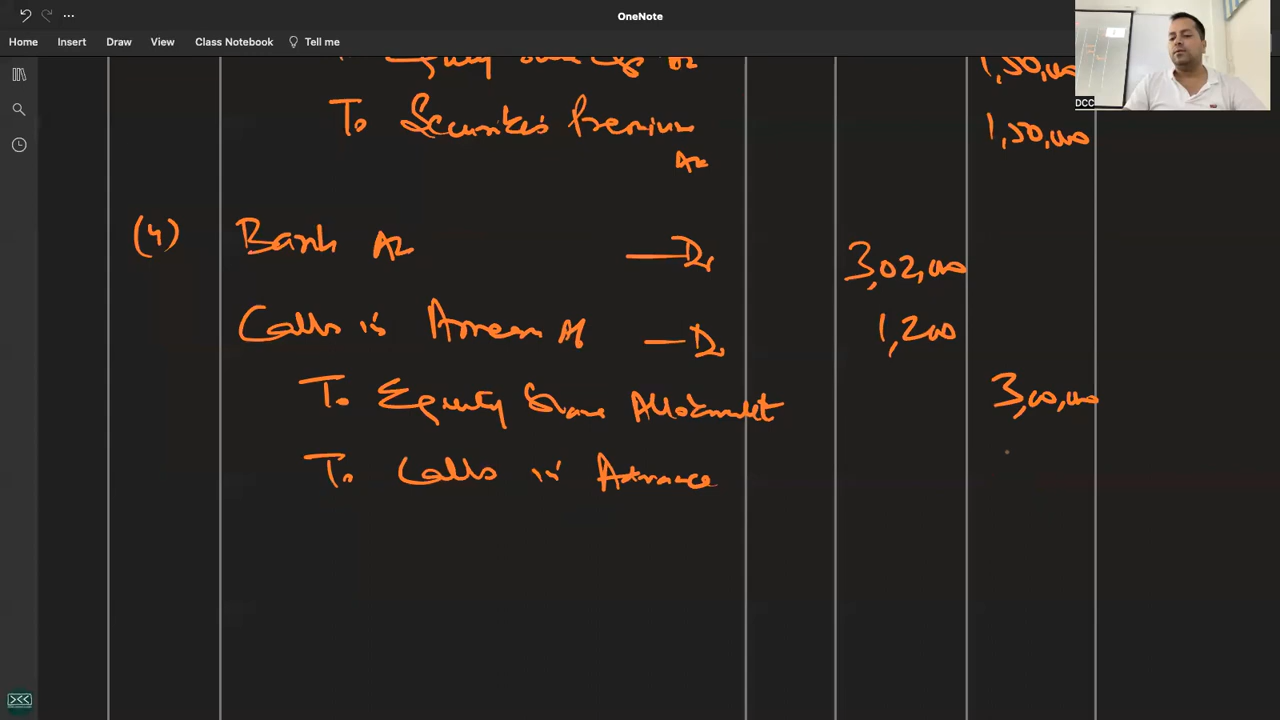 OneNote
Home Insert Draw View Class Notebook Tell me
1,50,000
To Securities Premium 1,50,000
A/c
(4) Bank A/c —Dr 3,02,000
Calls in Arrear A/c —Dr 1,200
To Equity Share Allotment 3,00,000
To Calls in Advance
DCC